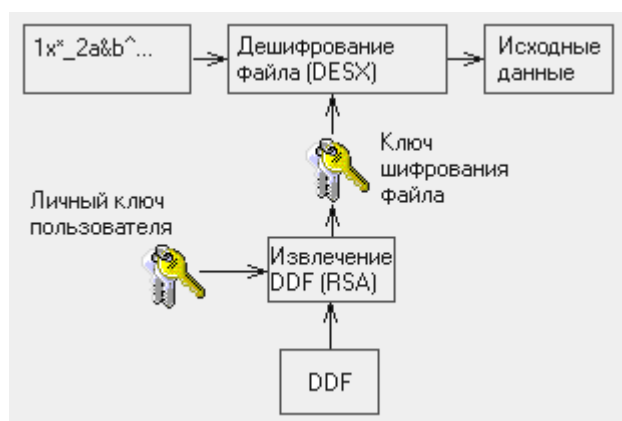 1x*_2a&b^...
Дешифрование
файла (DESX)
Исходные
данные
Ключ
шифрования
файла
Личный ключ
пользователя
Извлечение
DDF (RSA)
DDF